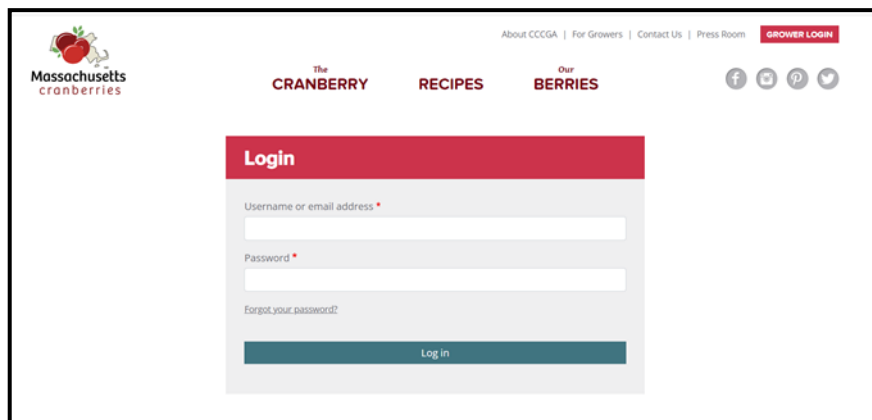 About CCCGA | For Growers | Contact Us | Press Room GROWER LOGIN
Massachusetts
cranberries
The
CRANBERRY
RECIPES
Our
BERRIES
Login
Username or email address *
Password *
Forgot your password?
Log in